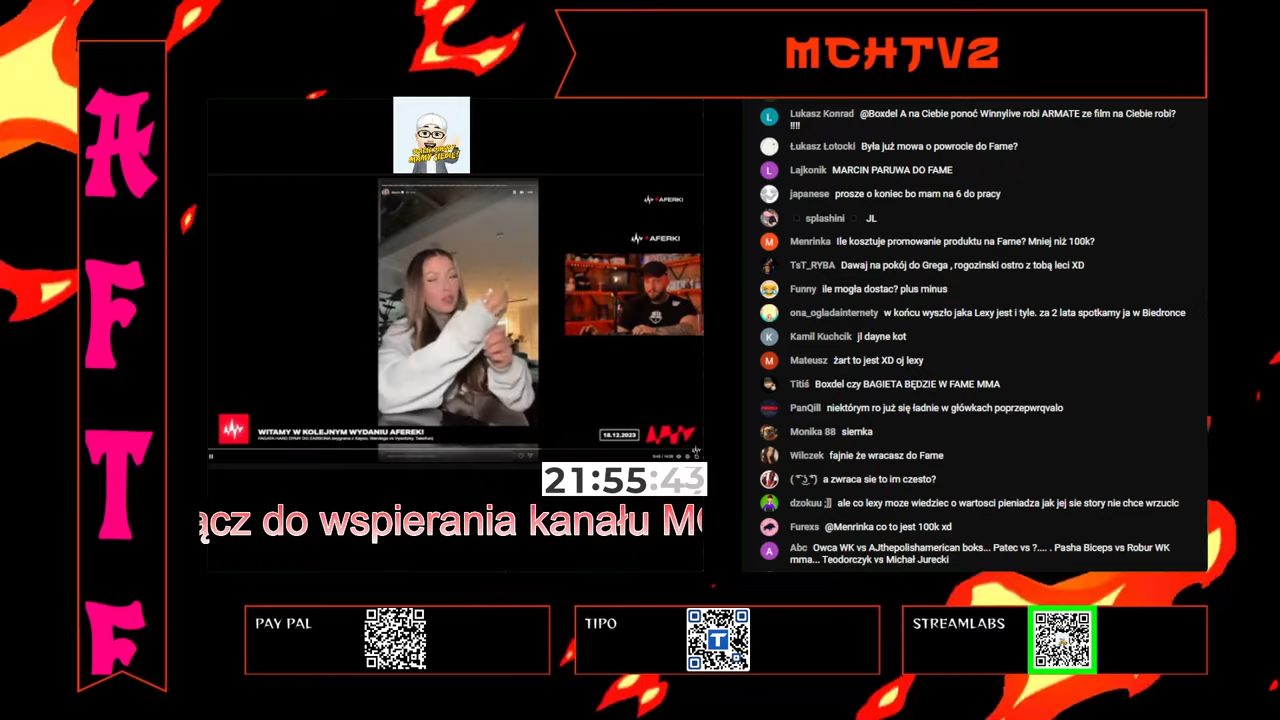 MCHTV2
A
F
T
F
AFERKI
AFERKI
WITAMY W KOLEJNYM WYDANIU AFEREK!
18.12.2023
21:55:43
ącz do wspierania kanału M
Lukasz Konrad @Boxdel A na Ciebie ponoć Winnylive robi ARMATE ze film na Ciebie robi?
!!!!
Łukasz Łotocki Była już mowa o powrocie do Fame?
L Lajkonik MARCIN PARUWA DO FAME
japanese prosze o koniec bo mam na 6 do pracy
splashini JL
M Menrinka Ile kosztuje promowanie produktu na Fame? Mniej niż 100k?
TsT_RYBA Dawaj na pokój do Grega , rogozinski ostro z tobą leci XD
Funny ile mogła dostac? plus minus
ona_ogladainternety w końcu wyszło jaka Lexy jest i tyle. za 2 lata spotkamy ja w Biedronce
K Kamil Kuchcik jl dayne kot
M Mateusz żart to jest XD oj lexy
Titiś Boxdel czy BAGIETA BĘDZIE W FAME MMA
PanQill niektórym ro już się ładnie w główkach poprzepwrqvalo
Monika 88 siemka
Wilczek fajnie że wracasz do Fame
( ͡° ͜ʖ ͡°) a zwraca sie to im czesto?
dzokuu ;]] ale co lexy moze wiedziec o wartosci pieniadza jak jej sie story nie chce wrzucic
Furexs @Menrinka co to jest 100k xd
A Abc Owca WK vs AJthepolishamerican boks... Patec vs ?.... . Pasha Biceps vs Robur WK
mma... Teodorczyk vs Michał Jurecki
PAY PAL
TIPO
T
STREAMLABS